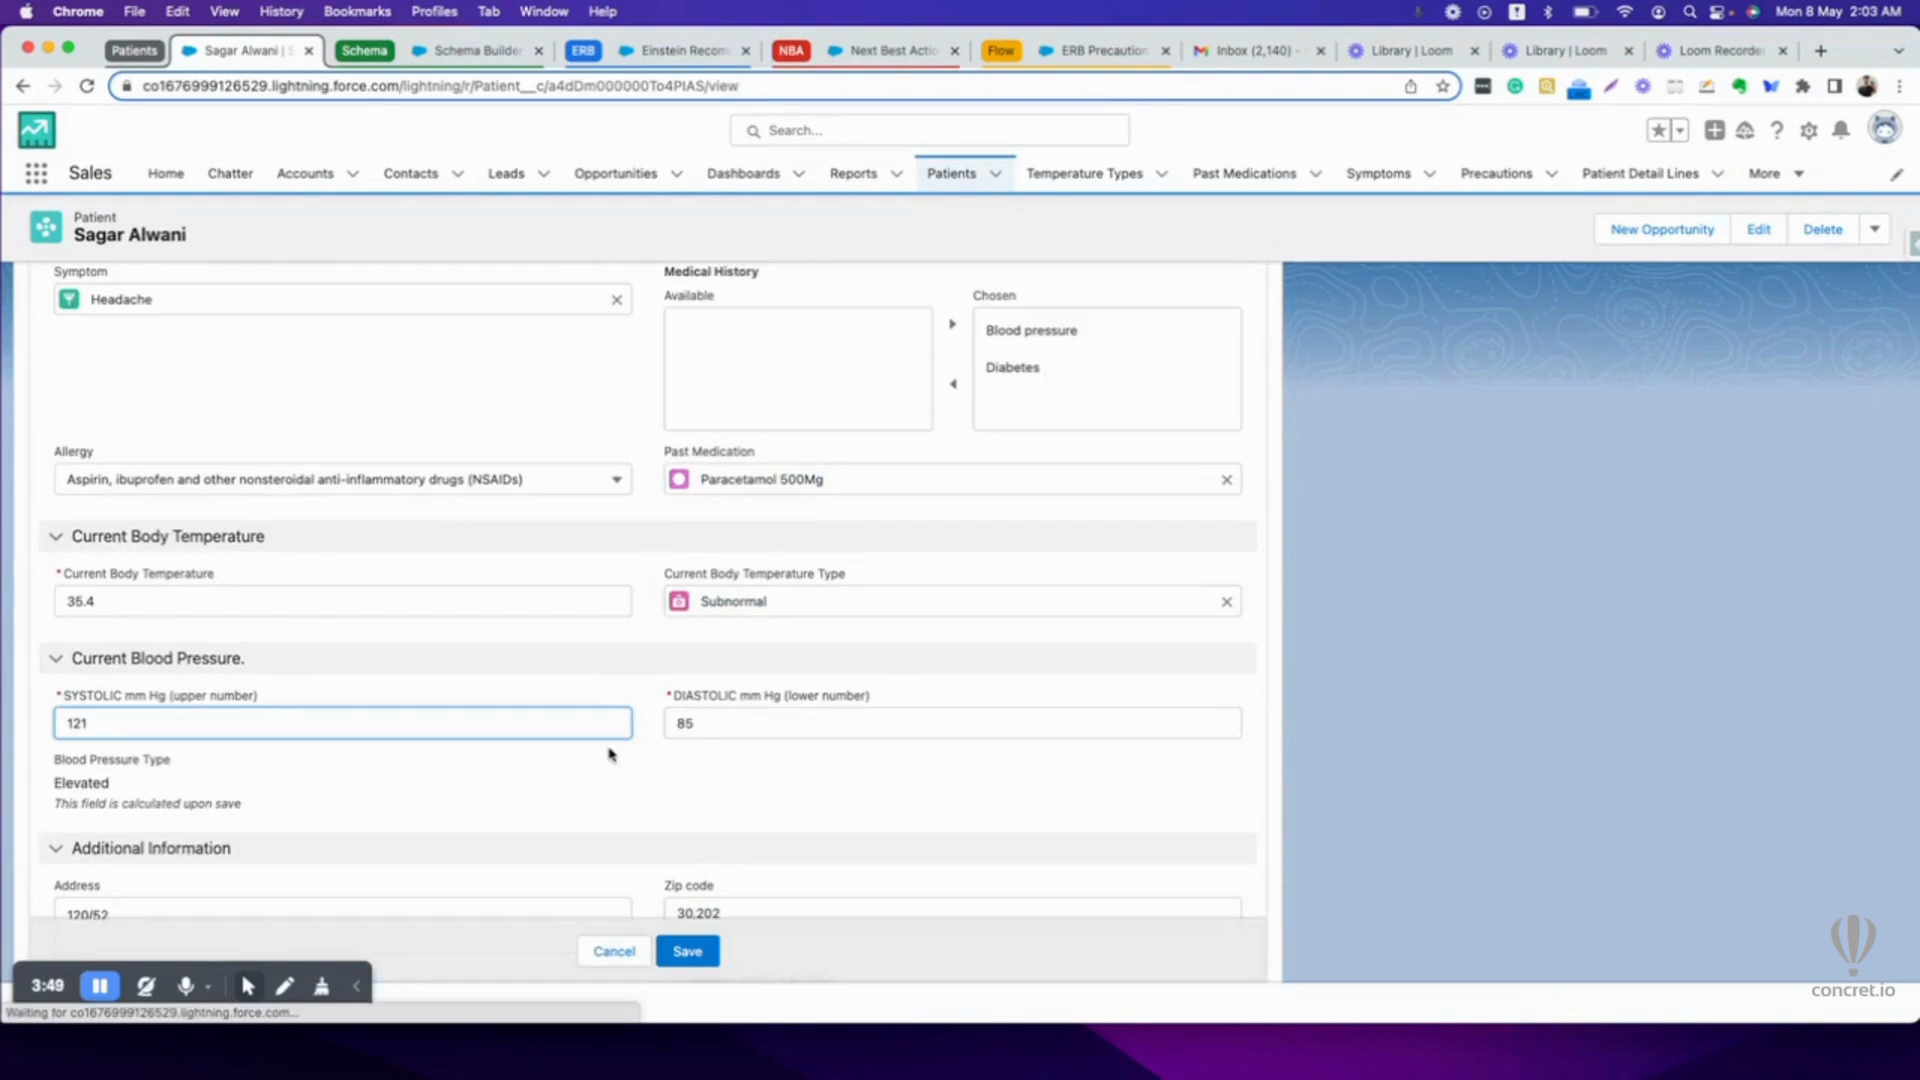 Chrome File Edit View History Bookmarks Profiles Tab Window Help Mon 8 May 2:03 AM
Patients Sagar Alwani | S Schema Schema Builder ERB Einstein Recom NBA Next Best Actio Flow ERB Precaution Inbox (2,140) - Library | Loom Library | Loom Loom Recorde
co1676999126529.lightning.force.com/lightning/r/Patient__c/a4dDm000000To4PIAS/view
Search...
Sales Home Chatter Accounts Contacts Leads Opportunities Dashboards Reports Patients Temperature Types Past Medications Symptoms Precautions Patient Detail Lines More
Patient
Sagar Alwani
New Opportunity Edit Delete
Symptom Medical History
Headache
Available Chosen
Blood pressure
Diabetes
Allergy Past Medication
Aspirin, ibuprofen and other nonsteroidal anti-inflammatory drugs (NSAIDs) Paracetamol 500Mg
Current Body Temperature
*Current Body Temperature Current Body Temperature Type
35.4 Subnormal
Current Blood Pressure.
*SYSTOLIC mm Hg (upper number) *DIASTOLIC mm Hg (lower number)
121 85
Blood Pressure Type
Elevated
This field is calculated upon save
Additional Information
Address Zip code
120/52 30,202
Cancel Save
3:49
Waiting for co1676999126529.lightning.force.com...
concret.io